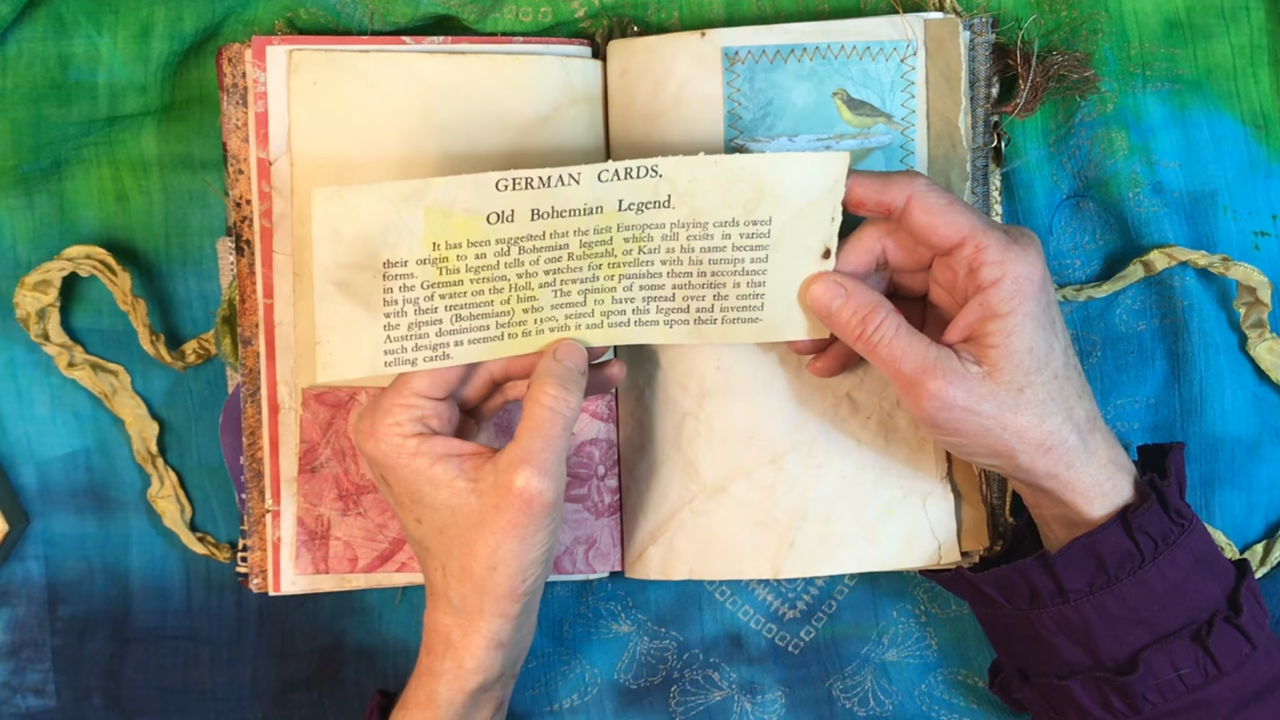 GERMAN CARDS.
Old Bohemian Legend.
It has been suggested that the first European playing cards owed
their origin to an old Bohemian legend which still exists in varied
forms. This legend tells of one Rubezahl, or Karl as his name became
in the German version, who watches for travellers with his turnips and
his jug of water on the Holl, and rewards or punishes them in accordance
with their treatment of him. The opinion of some authorities is that
the gipsies (Bohemians) who seemed to have spread over the entire
Austrian dominions before 1300, seized upon this legend and invented
such designs as seemed to fit in with it and used them upon their fortune-
telling cards.